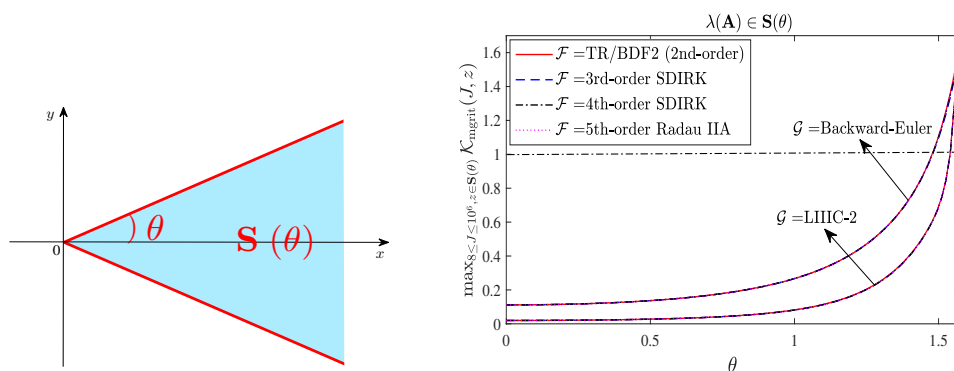 y
θ
S (θ)
0
x
λ(A) ∈ S(θ)
max_{8≤J≤10^6, z∈S(θ)} K_mgrit(J, z)
1.6
1.4
1.2
1
0.8
0.6
0.4
0.2
0
F =TR/BDF2 (2nd-order)
F =3rd-order SDIRK
F =4th-order SDIRK
F =5th-order Radau IIA
G =Backward-Euler
G =LIIIC-2
0 0.5 1 1.5
θ